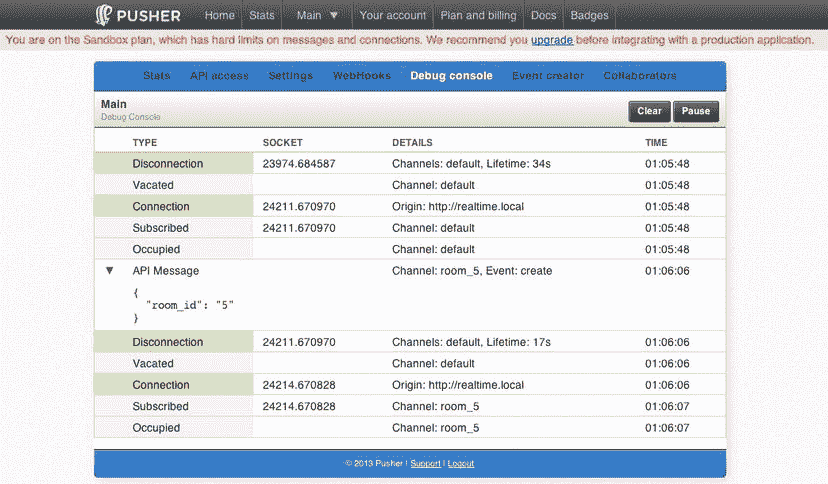 PUSHER Home Stats Main ▼ Your account Plan and billing Docs Badges
You are on the Sandbox plan, which has hard limits on messages and connections. We recommend you upgrade before integrating with a production application.
Stats API access Settings WebHooks Debug console Event creator Collaborators
Main
Debug Console
Clear Pause
TYPE SOCKET DETAILS TIME
Disconnection 23974.684587 Channels: default, Lifetime: 34s 01:05:48
Vacated Channel: default 01:05:48
Connection 24211.670970 Origin: http://realtime.local 01:05:48
Subscribed 24211.670970 Channel: default 01:05:48
Occupied Channel: default 01:05:48
▼ API Message Channel: room_5, Event: create 01:06:06
{
"room_id": "5"
}
Disconnection 24211.670970 Channels: default, Lifetime: 17s 01:06:06
Vacated Channel: default 01:06:06
Connection 24214.670828 Origin: http://realtime.local 01:06:06
Subscribed 24214.670828 Channel: room_5 01:06:07
Occupied Channel: room_5 01:06:07
© 2013 Pusher | Support | Logout